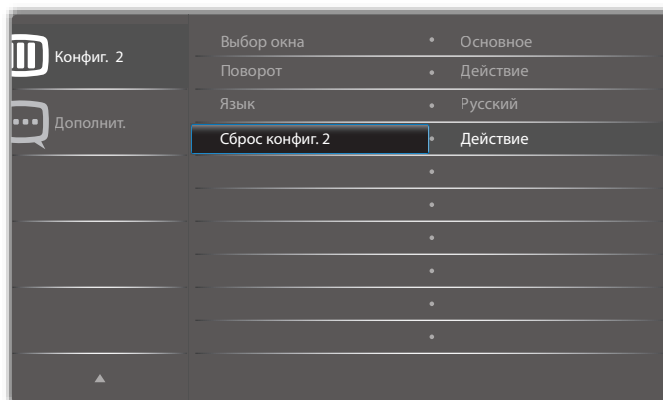 Конфиг. 2
Дополнит.
Выбор окна • Основное
Поворот • Действие
Язык • Русский
Сброс конфиг. 2 • Действие